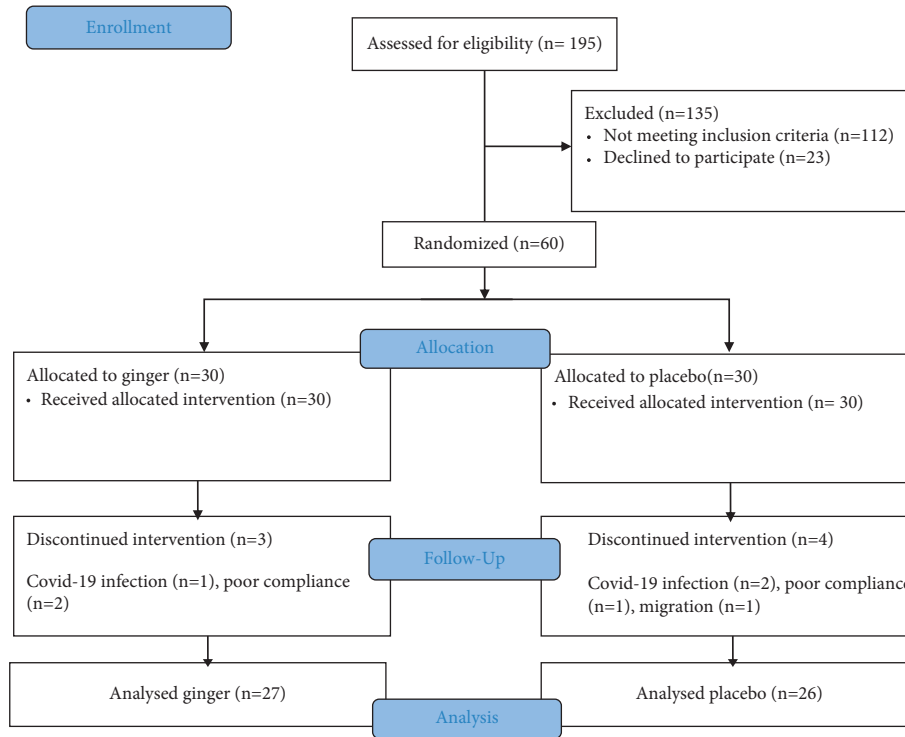 Enrollment
Assessed for eligibility (n= 195)
Excluded (n=135)
• Not meeting inclusion criteria (n=112)
• Declined to participate (n=23)
Randomized (n=60)
Allocation
Allocated to ginger (n=30)
• Received allocated intervention (n=30)
Allocated to placebo(n=30)
• Received allocated intervention (n= 30)
Follow-Up
Discontinued intervention (n=3)
Covid-19 infection (n=1), poor compliance
(n=2)
Discontinued intervention (n=4)
Covid-19 infection (n=2), poor compliance
(n=1), migration (n=1)
Analysed ginger (n=27)
Analysed placebo (n=26)
Analysis